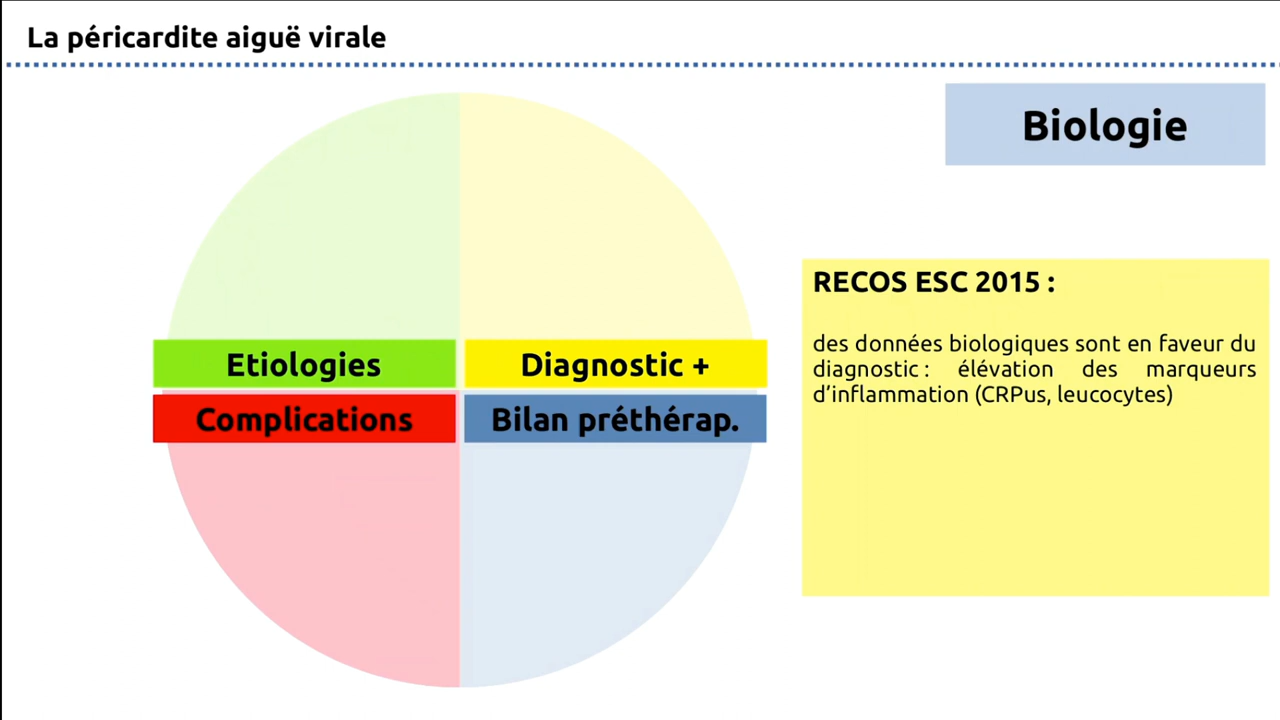 La péricardite aiguë virale
Biologie
Etiologies
Diagnostic +
Complications
Bilan préthérap.
RECOS ESC 2015 :
des données biologiques sont en faveur du
diagnostic : élévation des marqueurs
d’inflammation (CRPus, leucocytes)